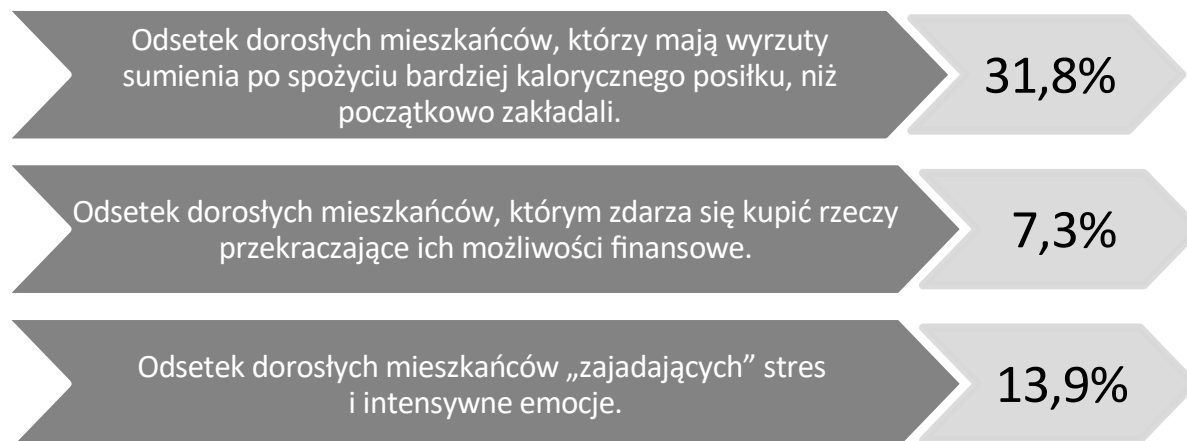 Odsetek dorosłych mieszkańców, którzy mają wyrzuty
sumienia po spożyciu bardziej kalorycznego posiłku, niż
początkowo zakładali.
31,8%
Odsetek dorosłych mieszkańców, którym zdarza się kupić rzeczy
przekraczające ich możliwości finansowe.
7,3%
Odsetek dorosłych mieszkańców „zajadających” stres
i intensywne emocje.
13,9%